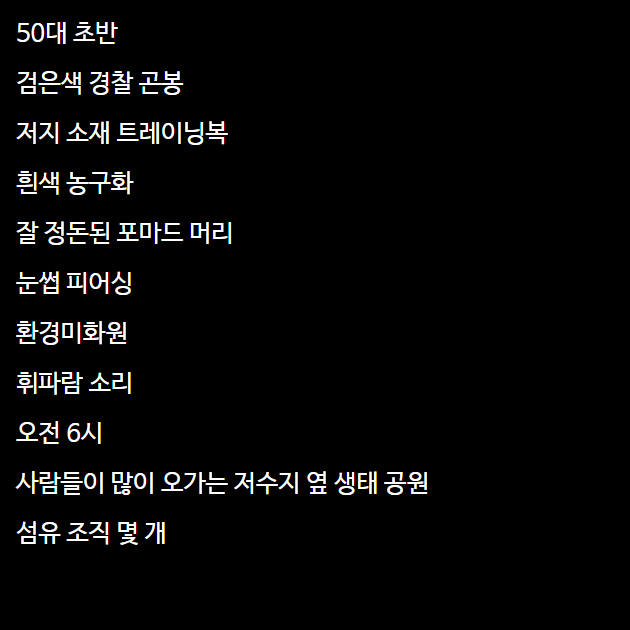 50대 초반
검은색 경찰 곤봉
저지 소재 트레이닝복
흰색 농구화
잘 정돈된 포마드 머리
눈썹 피어싱
환경미화원
휘파람 소리
오전 6시
사람들이 많이 오가는 저수지 옆 생태 공원
섬유 조직 몇 개